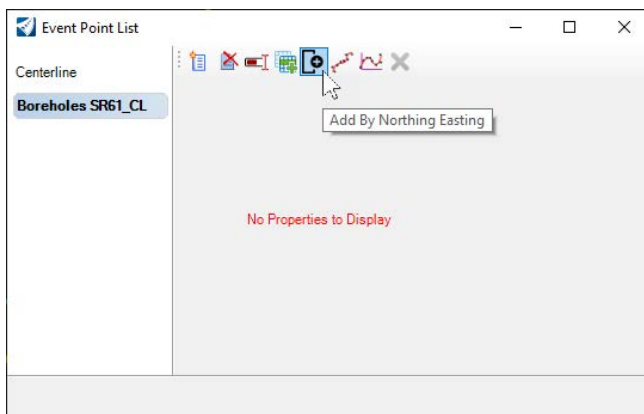 Event Point List
Centerline
Boreholes SR61_CL
Add By Northing Easting
No Properties to Display